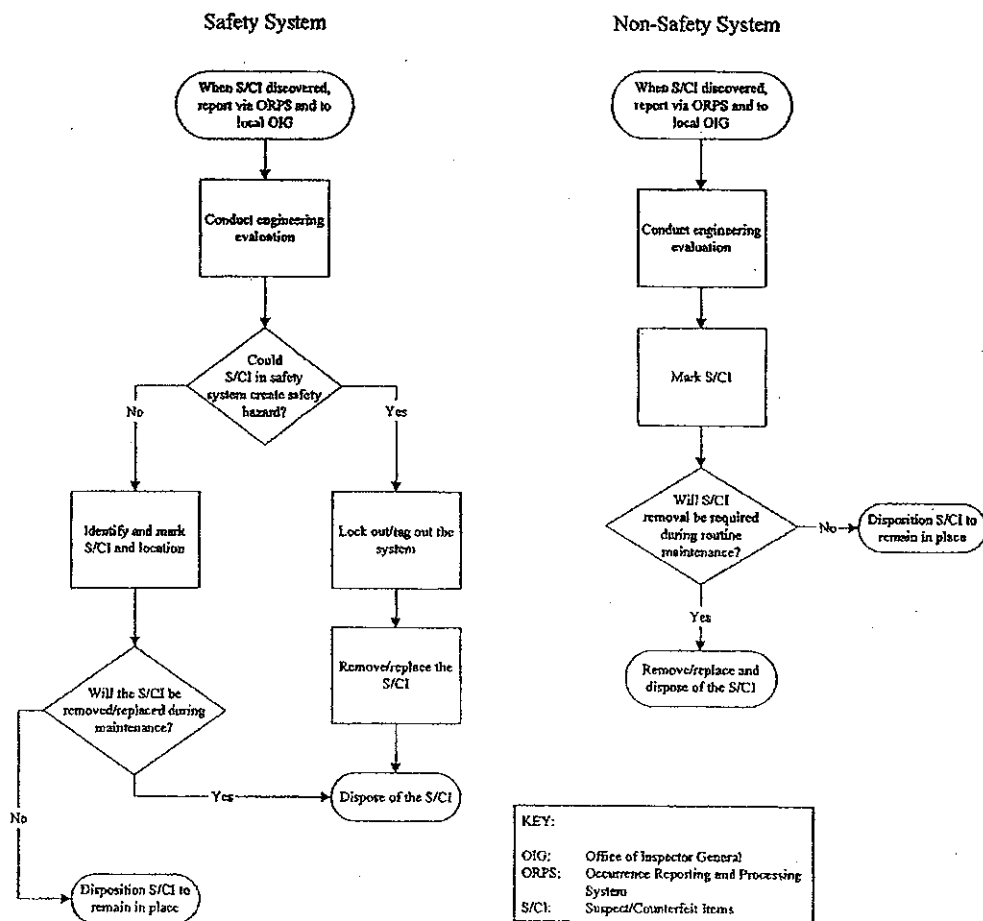 Safety System
When S/CI discovered,
report via ORPS and to
local OIG
Conduct engineering
evaluation
Could
S/CI in safety
system create safety
hazard?
No
Yes
Identify and mark
S/CI and location
Lock out/tag out the
system
Remove/replace the
S/CI
Will the S/CI be
removed/replaced during
maintenance?
Yes
Dispose of the S/CI
No
Disposition S/CI to
remain in place
Non-Safety System
When S/CI discovered,
report via ORPS and to
local OIG
Conduct engineering
evaluation
Mark S/CI
Will S/CI
removal be required
during routine
maintenance?
No
Disposition S/CI to
remain in place
Yes
Remove/replace and
dispose of the S/CI
KEY:
OIG: Office of Inspector General
ORPS: Occurrence Reporting and Processing
System
S/CI: Suspect/Counterfeit Items